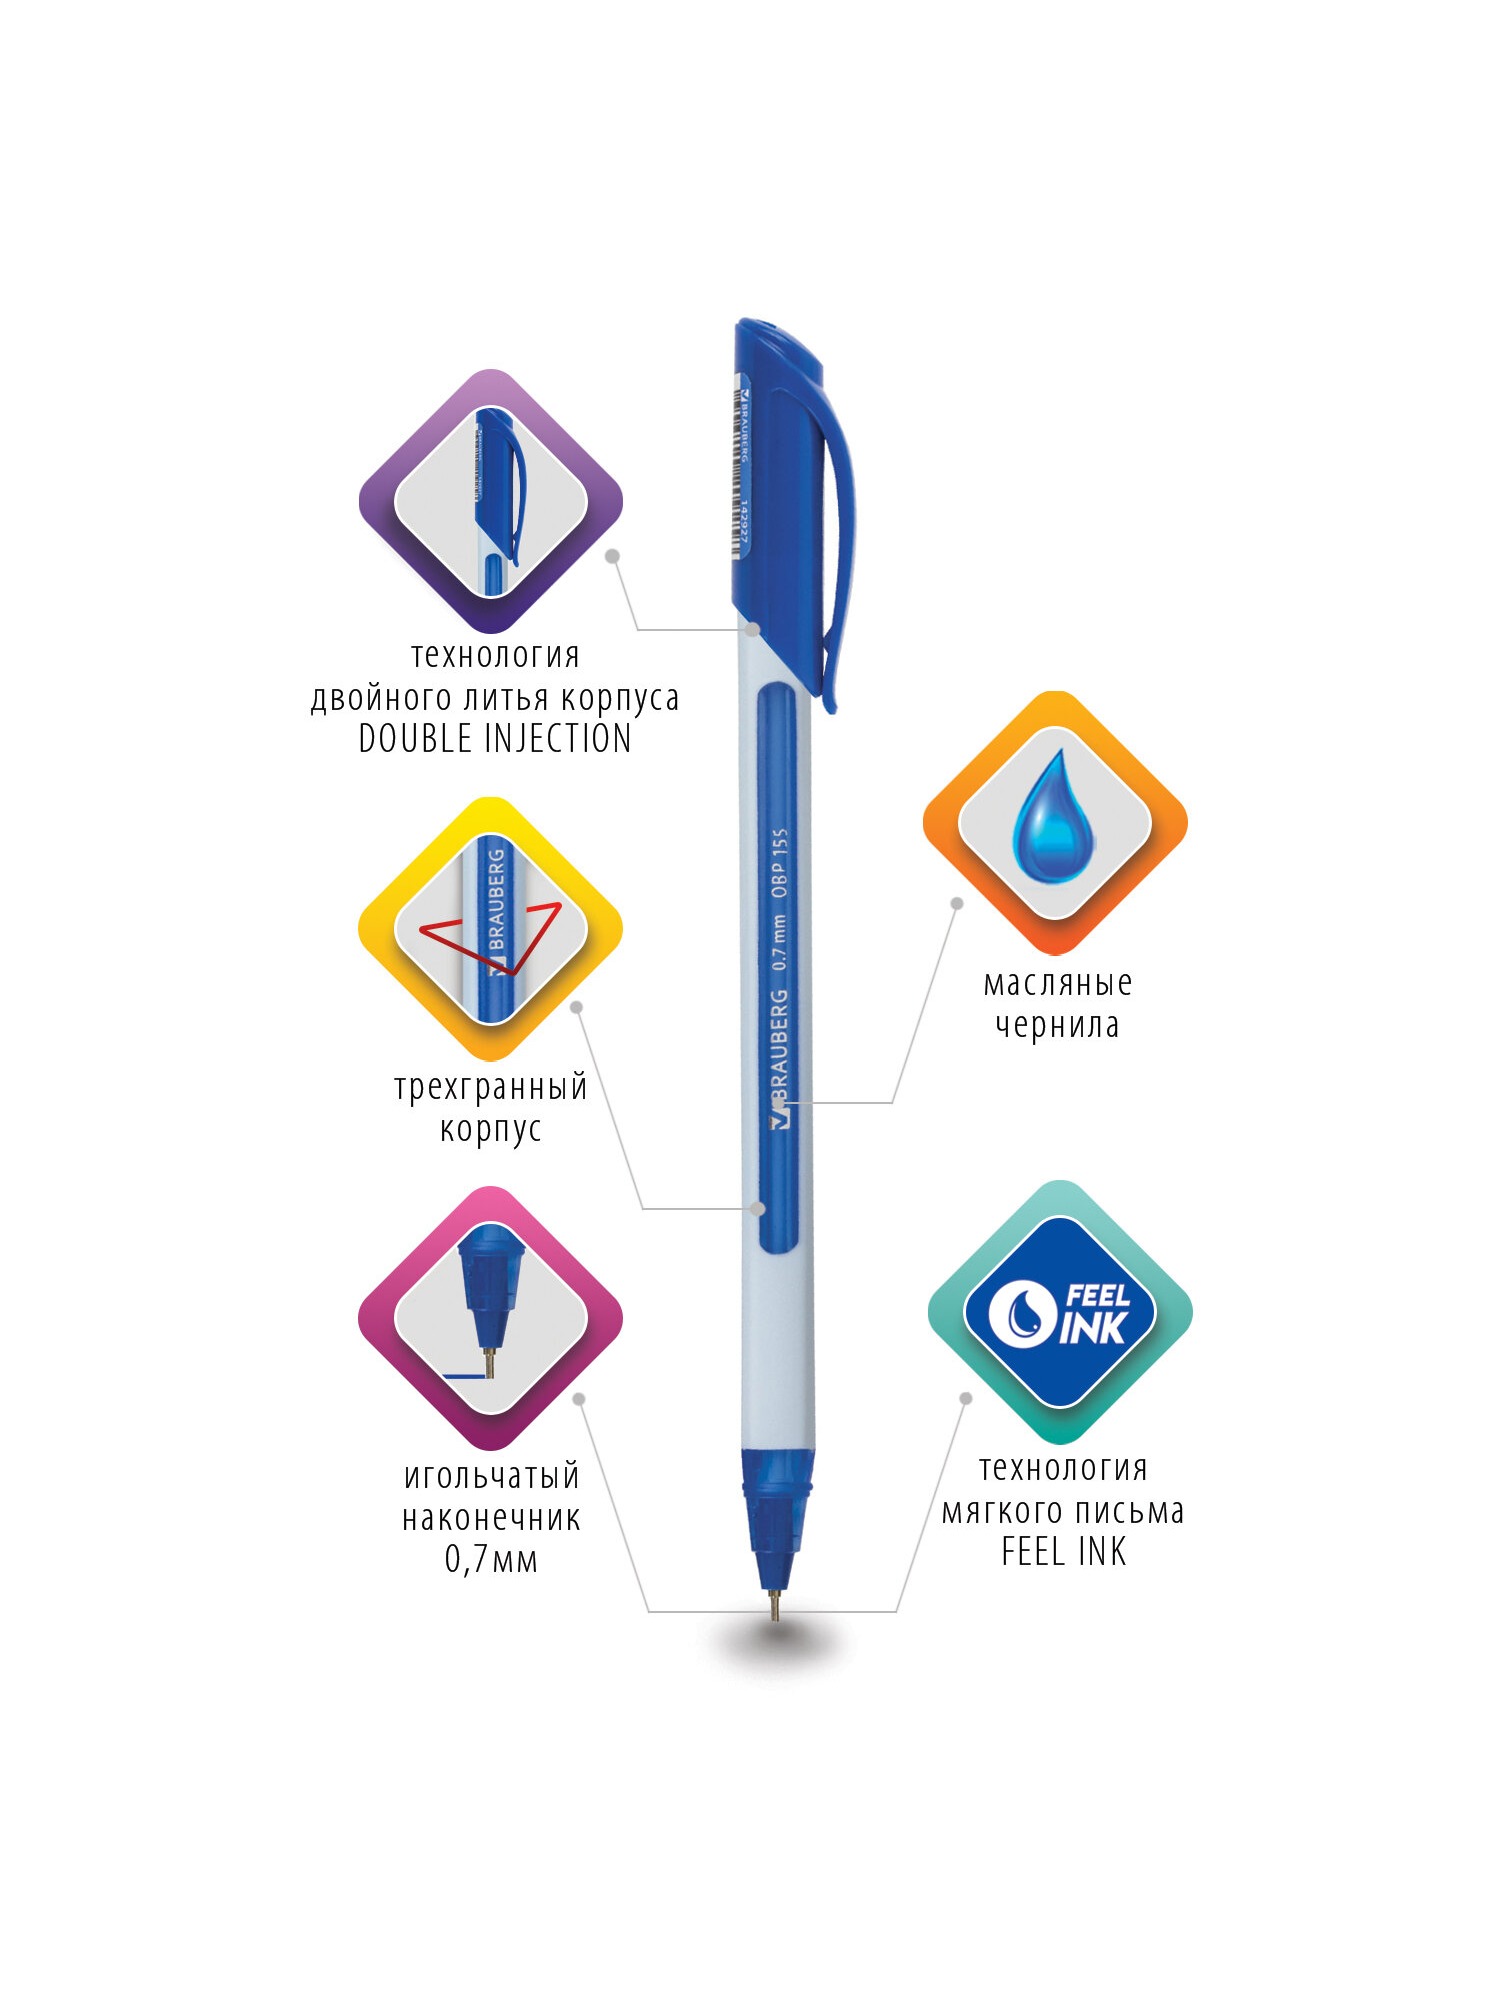 BRAUBERG 142927
технология
двойного литья корпуса
DOUBLE INJECTION
BRAUBERG
трехгранный
корпус
игольчатый
наконечник
0,7мм
BRAUBERG 0.7 mm OBP 155
масляные
чернила
FEEL
INK
технология
мягкого письма
FEEL INK